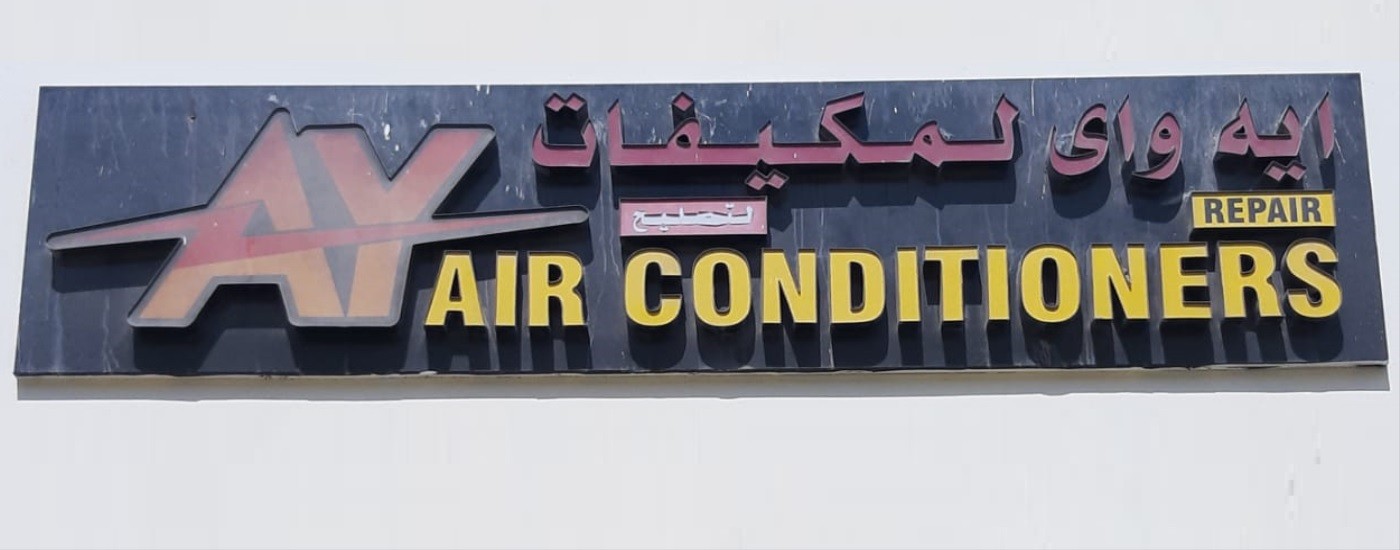 ايه واى لمكيفات
لتصليح
REPAIR
AY AIR CONDITIONERS